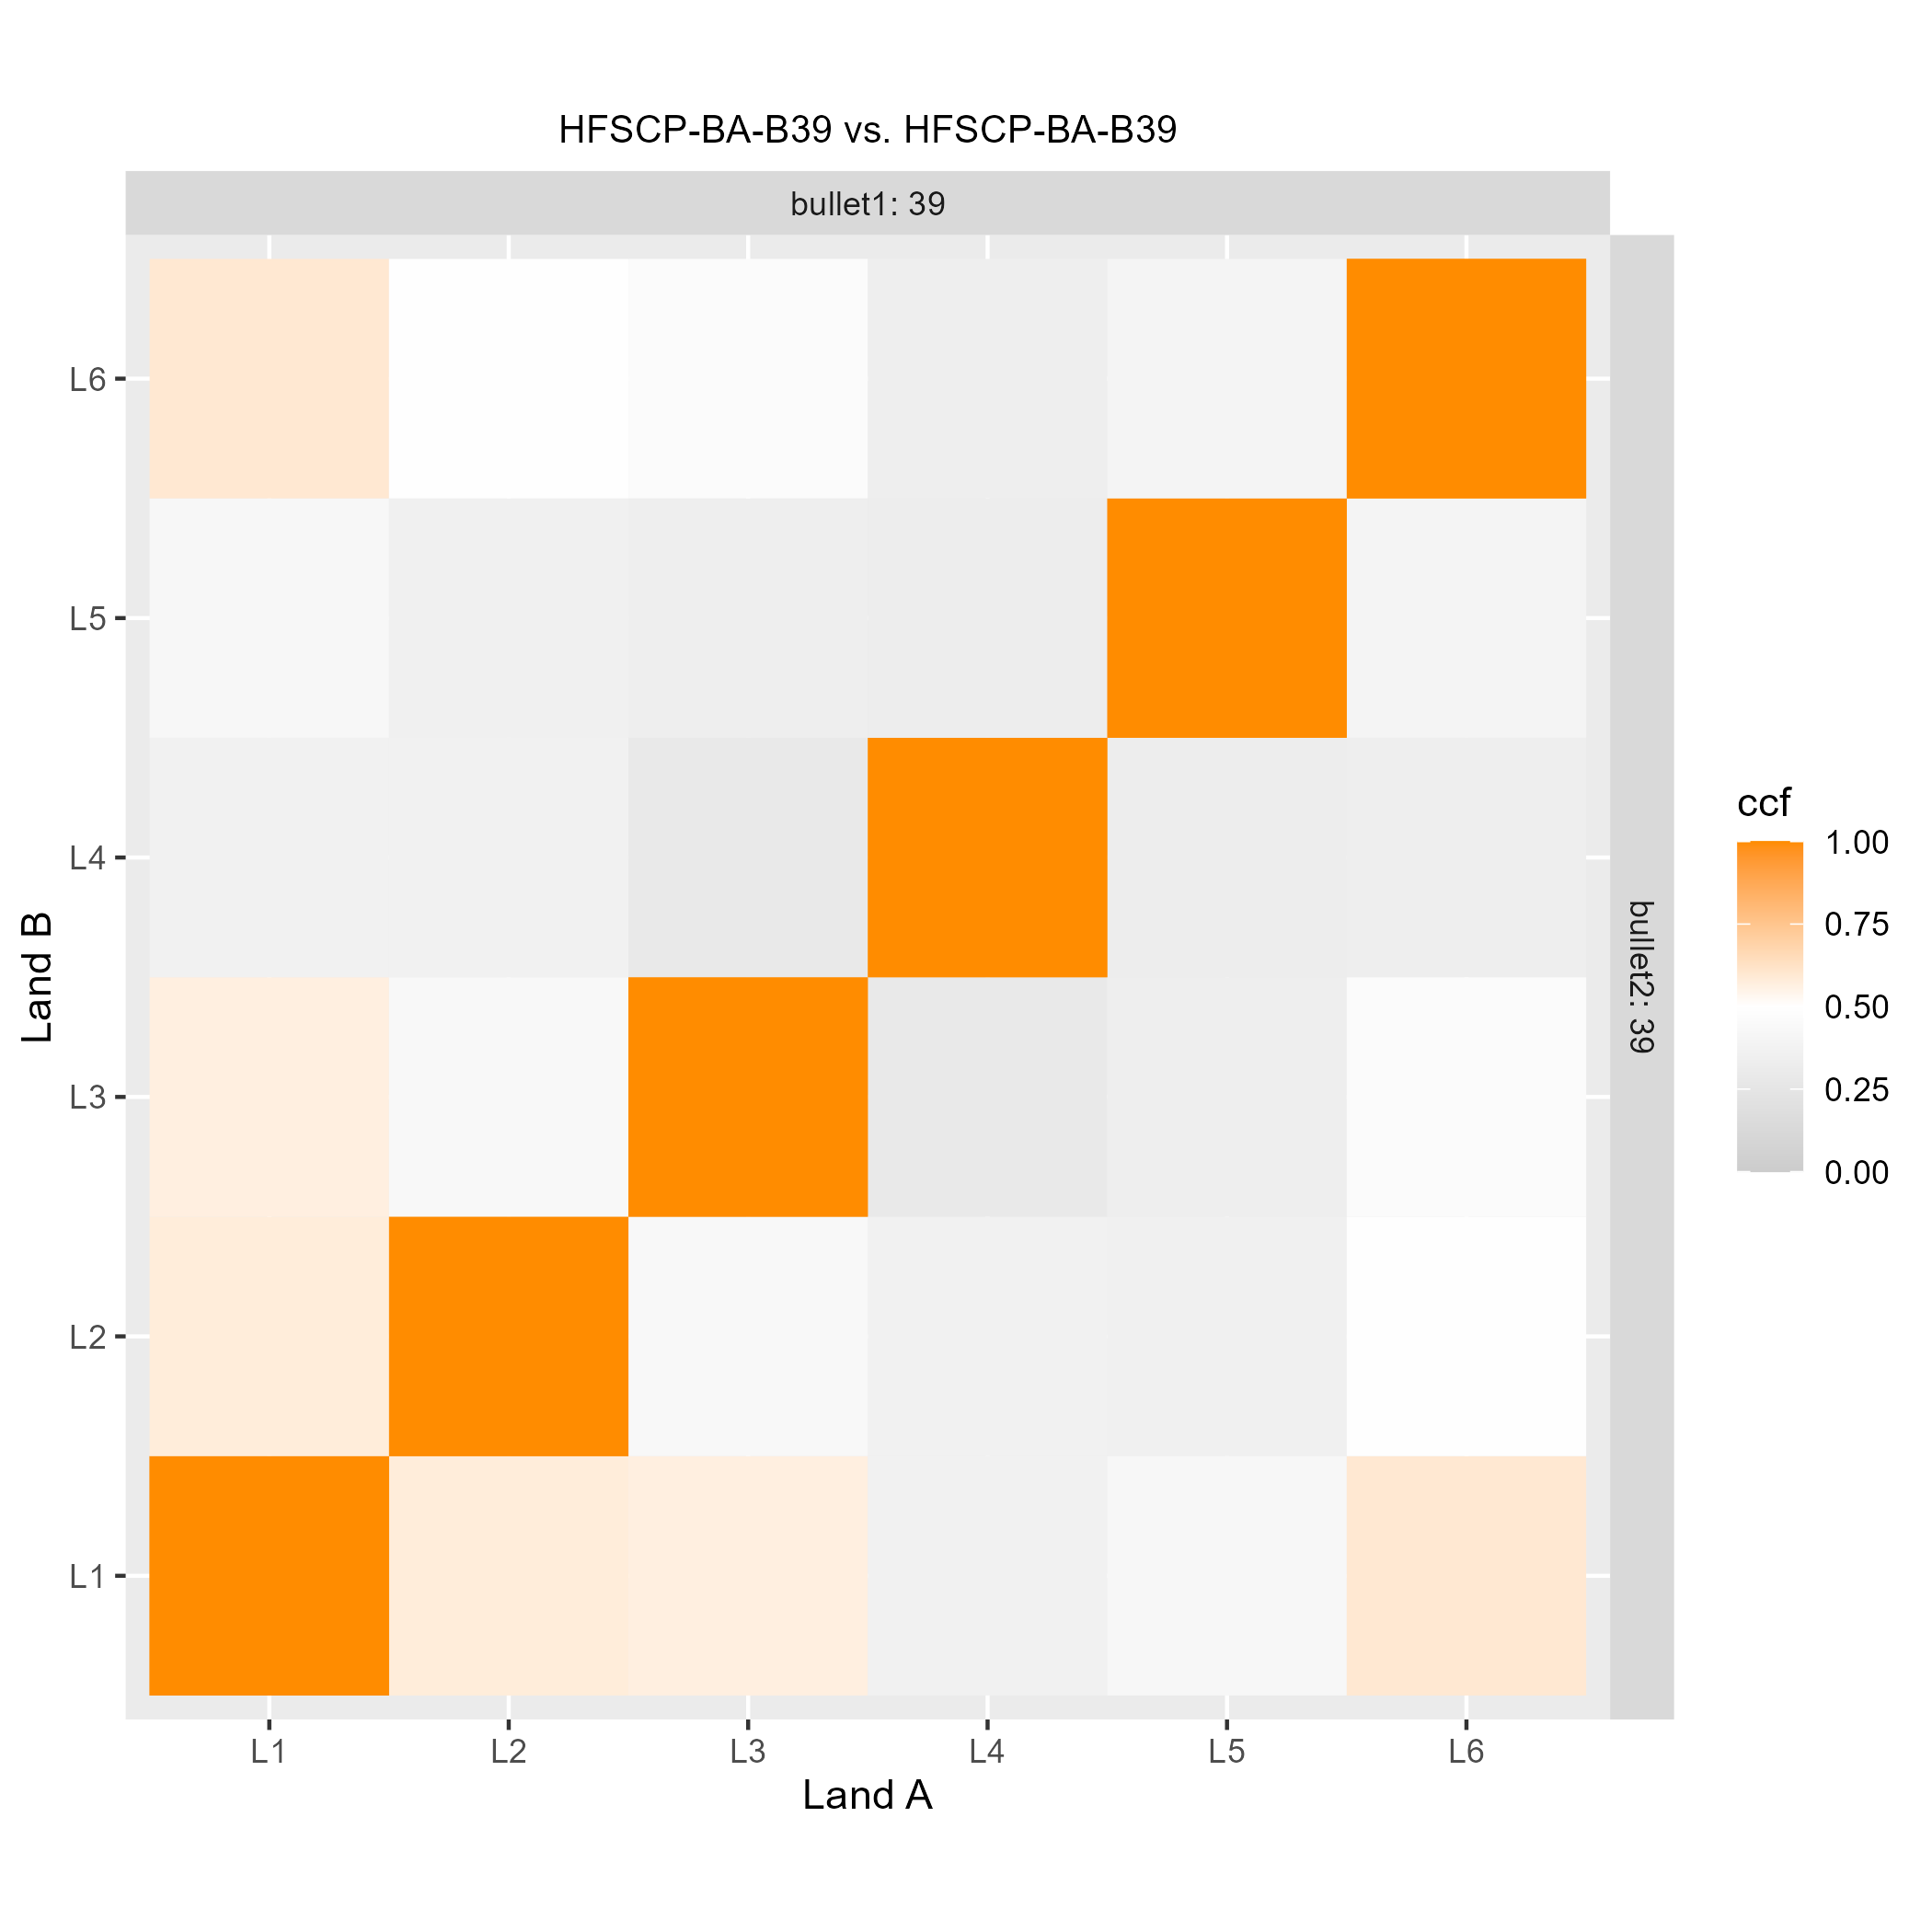 HFSCP-BA-B39 vs. HFSCP-BA-B39
bullet1: 39
L6
L5
L4
L3
L2
L1
Land B
bullet2: 39
L1 L2 L3 L4 L5 L6
Land A
ccf
1.00
0.75
0.50
0.25
0.00